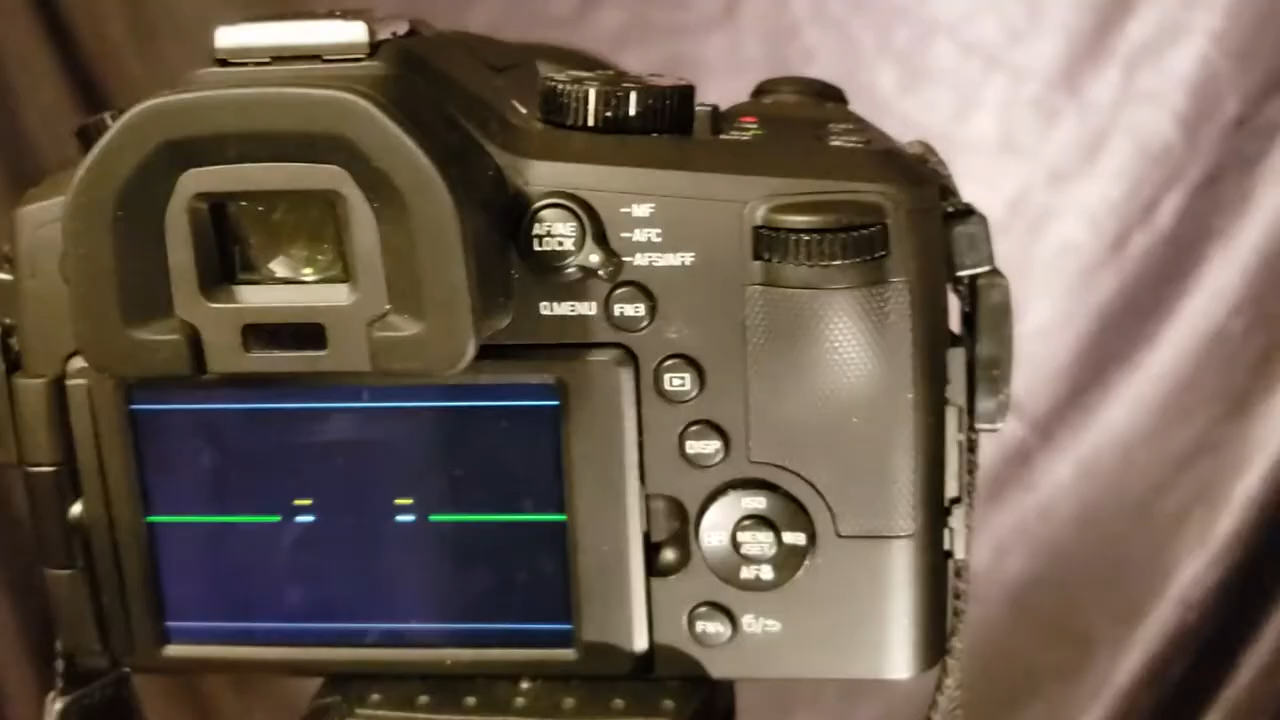 MF
AF/AE
LOCK
AFC
AFS/AFF
Q.MENU
FN3
DISP
ISO
MENU
/SET
WB
AF
FN4